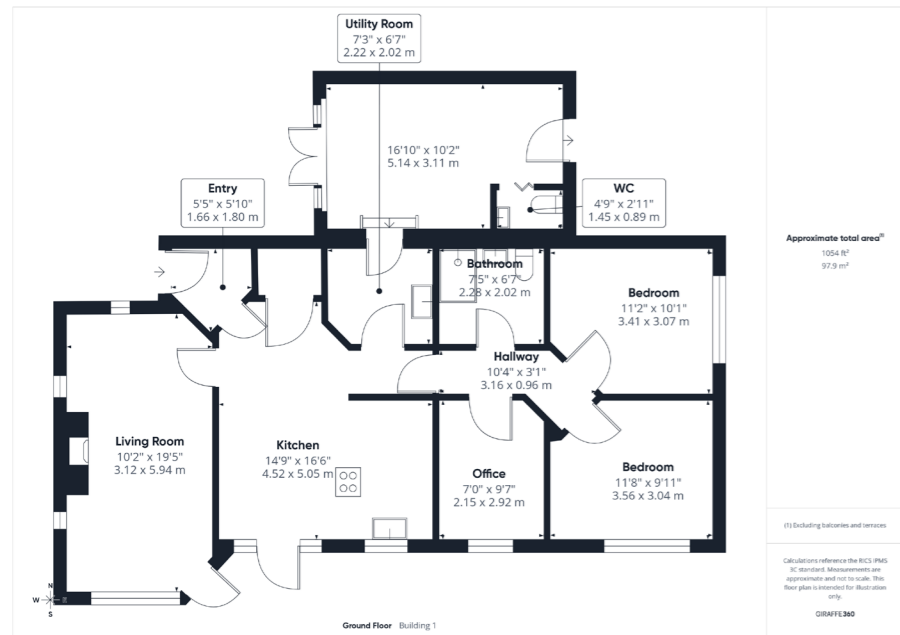 Utility Room
7'3" x 6'7"
2.22 x 2.02 m
16'10" x 10'2"
5.14 x 3.11 m
Entry
5'5" x 5'10"
1.66 x 1.80 m
WC
4'9" x 2'11"
1.45 x 0.89 m
Bathroom
7'5" x 6'7"
2.28 x 2.02 m
Bedroom
11'2" x 10'1"
3.41 x 3.07 m
Hallway
10'4" x 3'1"
3.16 x 0.96 m
Living Room
10'2" x 19'5"
3.12 x 5.94 m
Kitchen
14'9" x 16'6"
4.52 x 5.05 m
Office
7'0" x 9'7"
2.15 x 2.92 m
Bedroom
11'8" x 9'11"
3.56 x 3.04 m
N
W
S
Ground Floor Building 1
Approximate total area⁽¹⁾
1054 ft²
97.9 m²
(1) Excluding balconies and terraces
Calculations reference the RICS IPMS
3C standard. Measurements are
approximate and not to scale. This
floor plan is intended for illustration
only.
GIRAFFE360